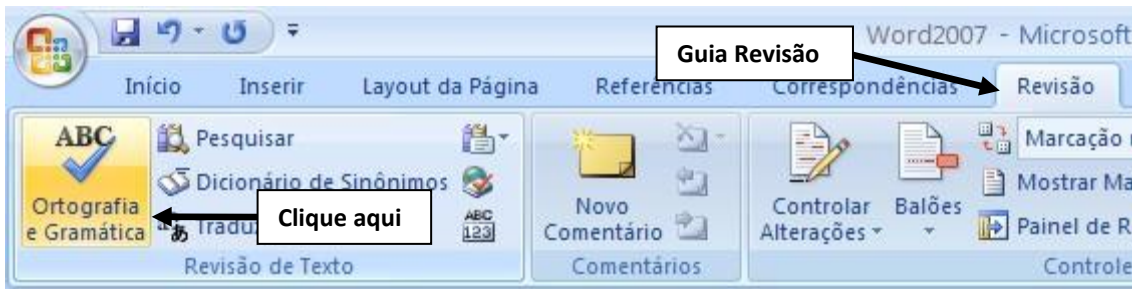 Word2007 - Microsoft
Guia Revisão
Início Inserir Layout da Página Referências Correspondências Revisão
ABC
Ortografia
e Gramática
Pesquisar
Dicionário de Sinônimos
Clique aqui
ABC
123
Revisão de Texto
Novo
Comentário
Comentários
Controlar
Alterações
Balões
Marcação
Mostrar Ma
Painel de R
Controle